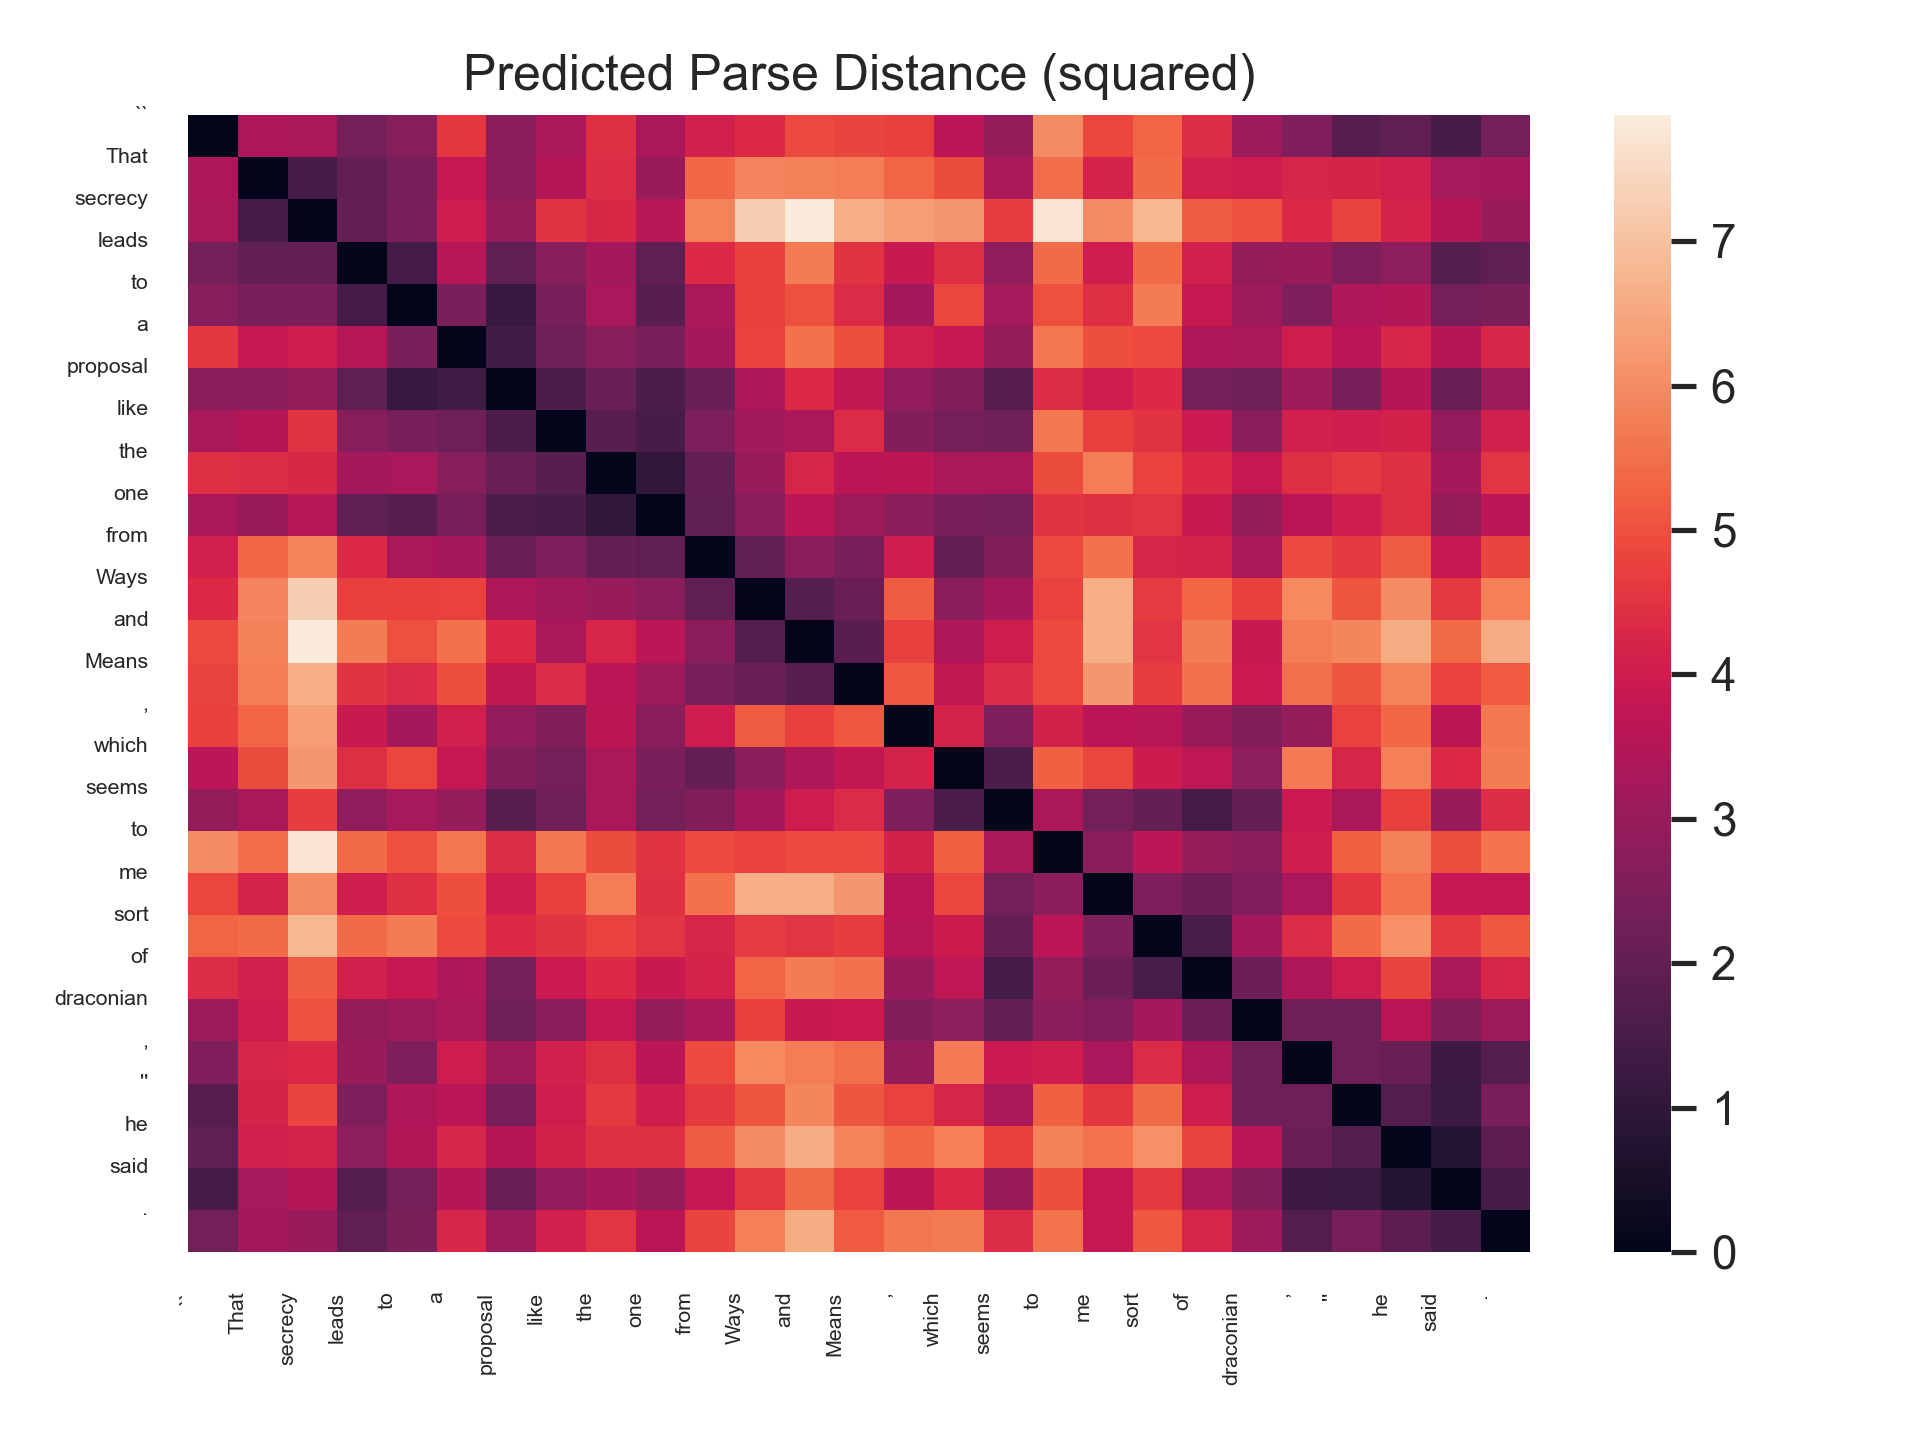 Predicted Parse Distance (squared)
``
That
secrecy
leads
to
a
proposal
like
the
one
from
Ways
and
Means
,
which
seems
to
me
sort
of
draconian
,
''
he
said
.
7
6
5
4
3
2
1
0
`` That secrecy leads to a proposal like the one from Ways and Means , which seems to me sort of draconian , '' he said .